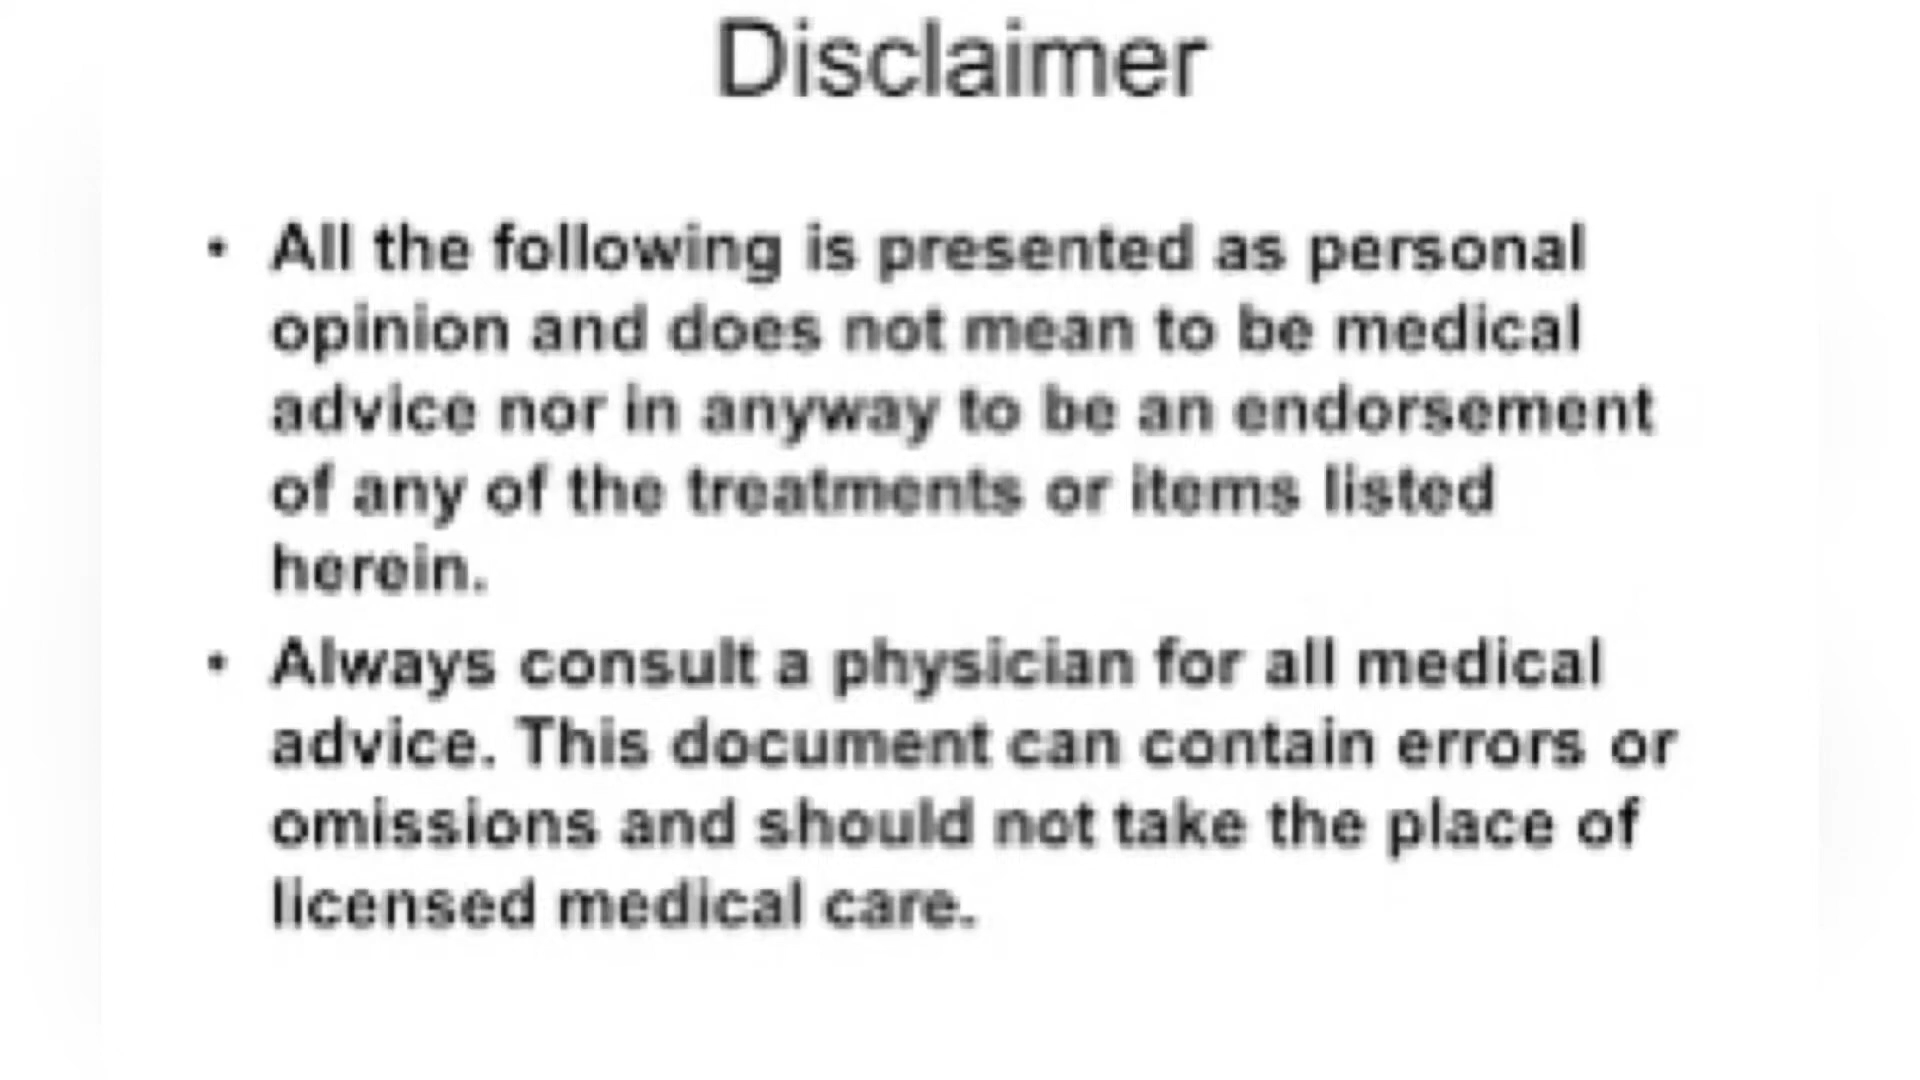 Disclaimer
• All the following is presented as personal
opinion and does not mean to be medical
advice nor in anyway to be an endorsement
of any of the treatments or items listed
herein.
• Always consult a physician for all medical
advice. This document can contain errors or
omissions and should not take the place of
licensed medical care.